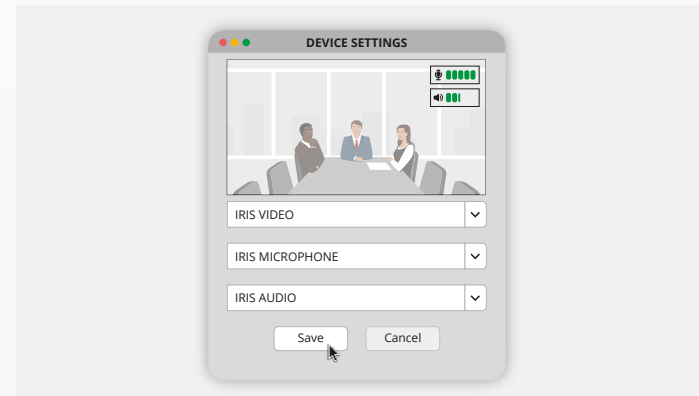 DEVICE SETTINGS
IRIS VIDEO
IRIS MICROPHONE
IRIS AUDIO
Save
Cancel